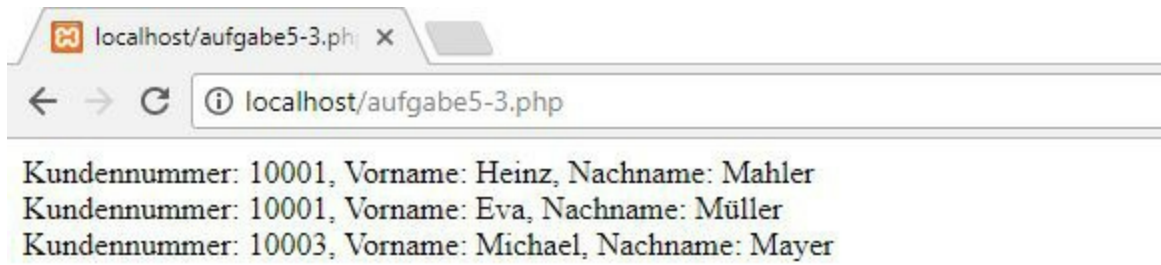 localhost/aufgabe5-3.ph
localhost/aufgabe5-3.php
Kundennummer: 10001, Vorname: Heinz, Nachname: Mahler
Kundennummer: 10001, Vorname: Eva, Nachname: Müller
Kundennummer: 10003, Vorname: Michael, Nachname: Mayer